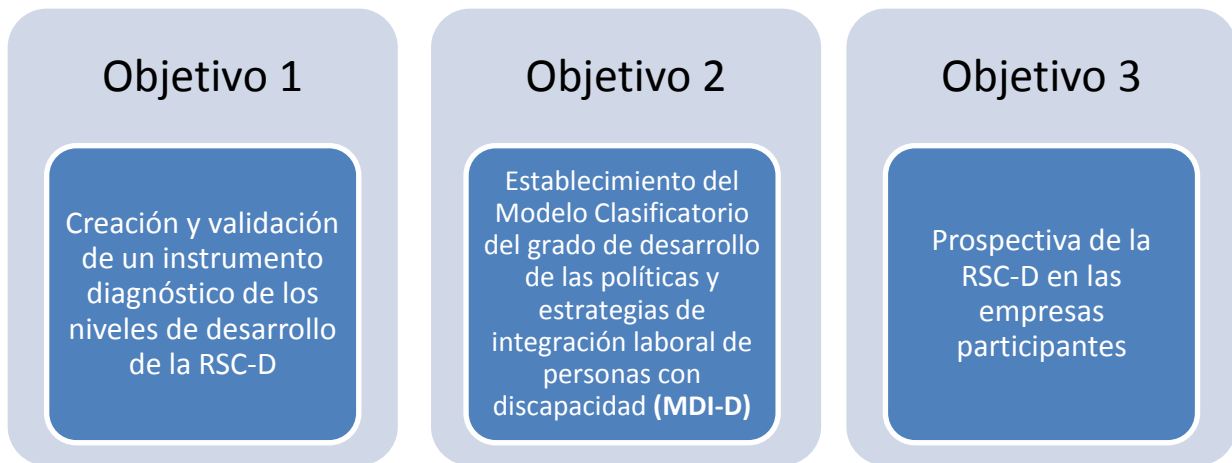 Objetivo 1
Creación y validación
de un instrumento
diagnóstico de los
niveles de desarrollo
de la RSC-D
Objetivo 2
Establecimiento del
Modelo Clasificatorio
del grado de desarrollo
de las políticas y
estrategias de
integración laboral de
personas con
discapacidad (MDI-D)
Objetivo 3
Prospectiva de la
RSC-D en las
empresas
participantes